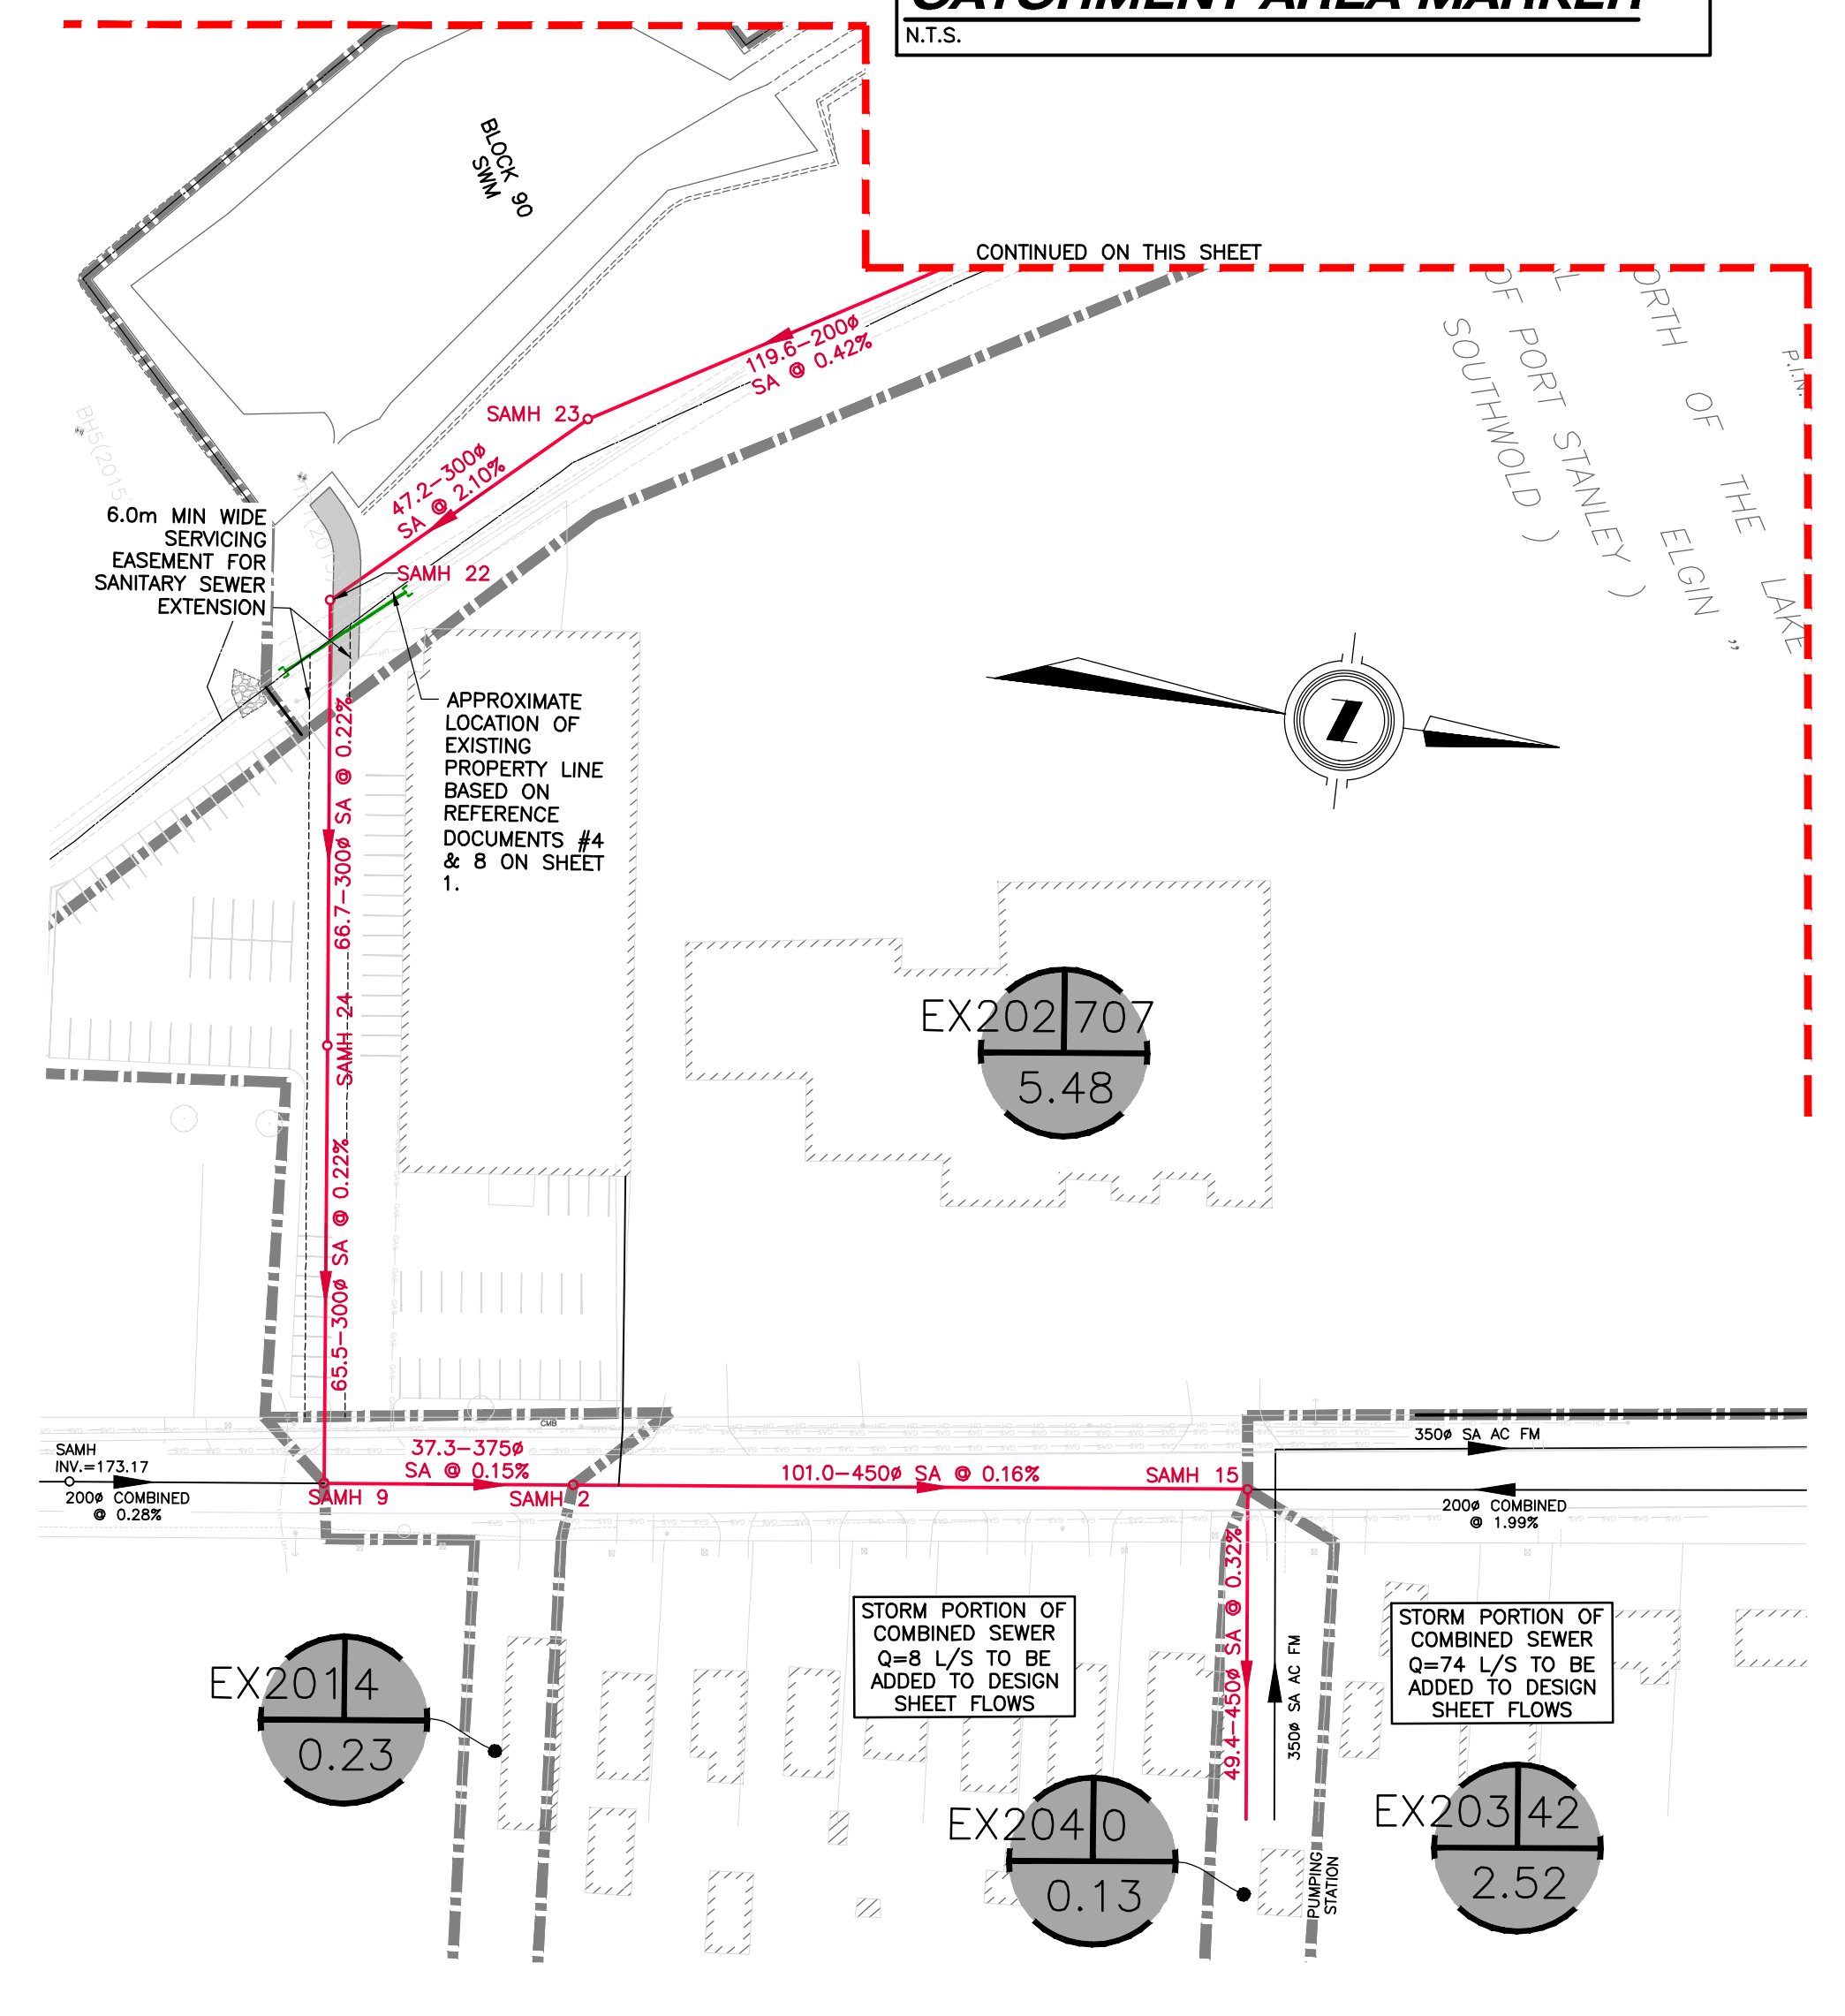 CATCHMENT AREA MARKER
N.T.S.
BLOCK 90
SWM
CONTINUED ON THIS SHEET
119.6-200ø
SA @ 0.42%
SAMH 23
47.2-300ø
SA @ 2.10%
ORTH OF THE LAKE
OF PORT STANLEY )
ELGIN "
SOUTHWOLD )
P.I.N.
BH5(2015)
6.0m MIN WIDE
SERVICING
EASEMENT FOR
SANITARY SEWER
EXTENSION
SAMH 22
APPROXIMATE
LOCATION OF
EXISTING
PROPERTY LINE
BASED ON
REFERENCE
DOCUMENTS #4
& 8 ON SHEET
1.
66.7-300ø SA @ 0.22%
SAMH 24
EX202 707
5.48
65.5-300ø SA @ 0.22%
CMB
SAMH
INV.=173.17
200ø COMBINED
@ 0.28%
SAMH 9
37.3-375ø
SA @ 0.15%
SAMH 2
101.0-450ø SA @ 0.16%
SAMH 15
350ø SA AC FM
200ø COMBINED
@ 1.99%
49.4-450ø SA @ 0.32%
350ø SA AC FM
STORM PORTION OF
COMBINED SEWER
Q=8 L/S TO BE
ADDED TO DESIGN
SHEET FLOWS
STORM PORTION OF
COMBINED SEWER
Q=74 L/S TO BE
ADDED TO DESIGN
SHEET FLOWS
EX201 4
0.23
EX204 0
0.13
EX203 42
2.52
PUMPING
STATION